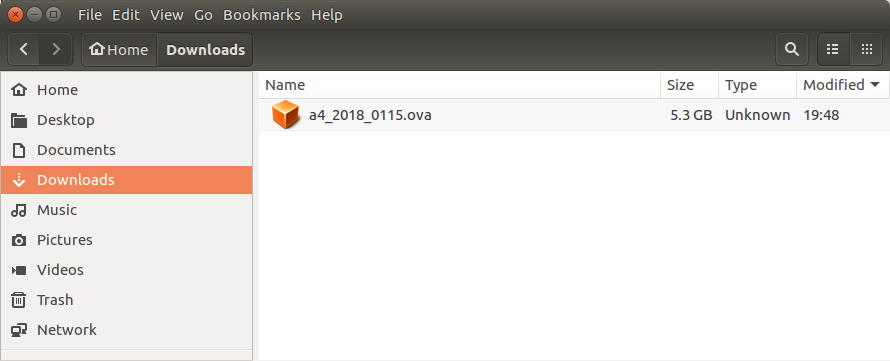 File Edit View Go Bookmarks Help
Home Downloads
Name Size Type Modified
a4_2018_0115.ova 5.3 GB Unknown 19:48
Home
Desktop
Documents
Downloads
Music
Pictures
Videos
Trash
Network